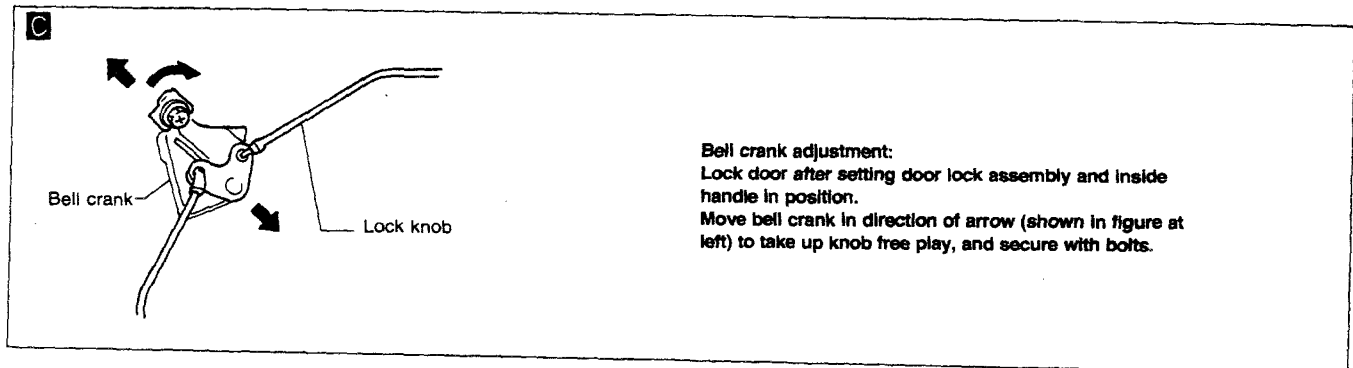 C
Bell crank
Lock knob
Bell crank adjustment:
Lock door after setting door lock assembly and inside
handle in position.
Move bell crank in direction of arrow (shown in figure at
left) to take up knob free play, and secure with bolts.